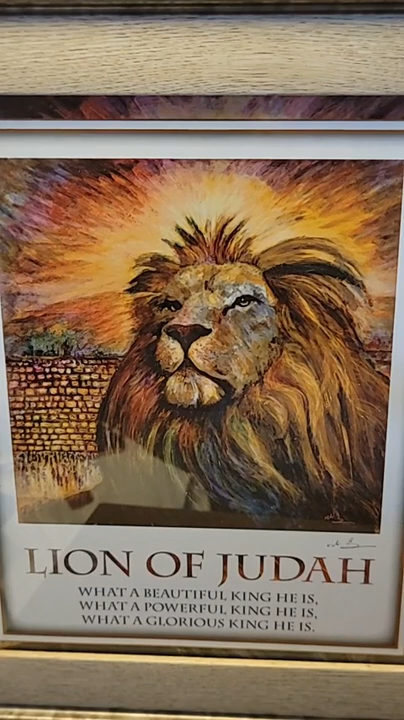 LION OF JUDAH
WHAT A BEAUTIFUL KING HE IS,
WHAT A POWERFUL KING HE IS,
WHAT A GLORIOUS KING HE IS.